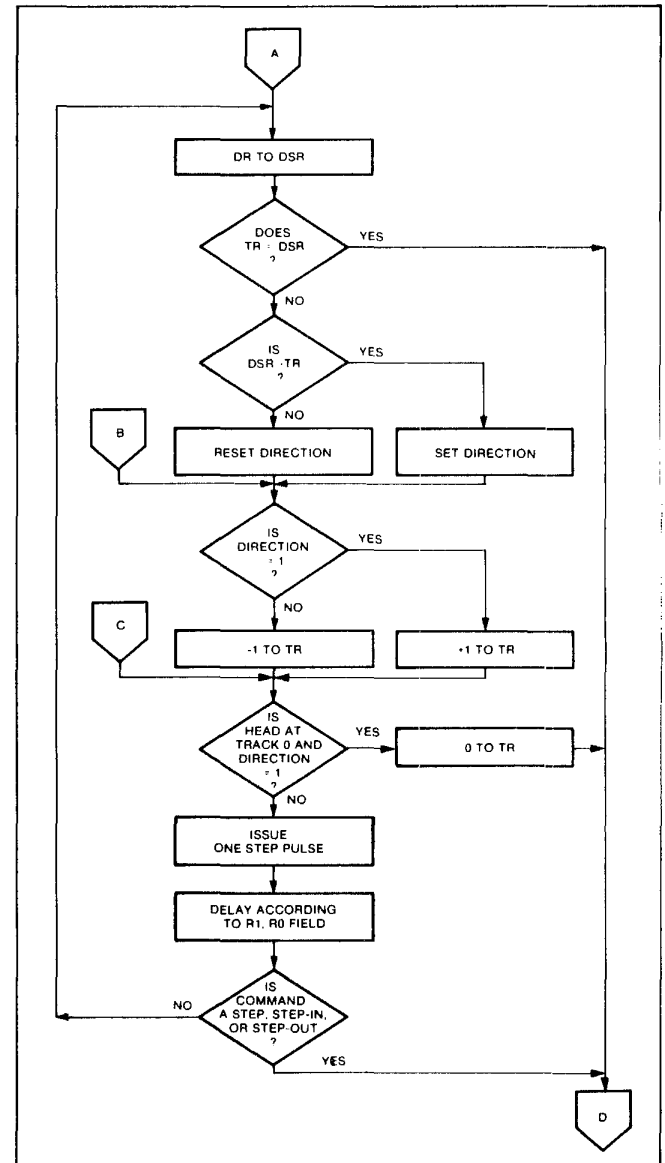 A
DR TO DSR
DOES
TR = DSR
?
YES
NO
IS
DSR TR
?
YES
NO
B
RESET DIRECTION
SET DIRECTION
IS
DIRECTION
= 1
?
YES
NO
C
-1 TO TR
+1 TO TR
IS
HEAD AT
TRACK 0 AND
DIRECTION
= 1
?
YES
0 TO TR
NO
ISSUE
ONE STEP PULSE
DELAY ACCORDING
TO R1, R0 FIELD
IS
COMMAND
A STEP, STEP-IN,
OR STEP-OUT
?
NO
YES
D